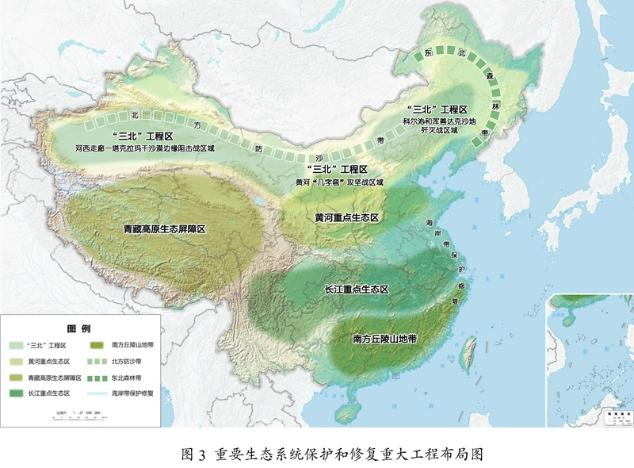 东北森林带
北方防沙带
"三北"工程区
科尔沁和浑善达克沙地
歼灭战区域
"三北"工程区
河西走廊—塔克拉玛干沙漠边缘阻击战区域
"三北"工程区
黄河"几字弯"攻坚战区域
黄河重点生态区
青藏高原生态屏障区
海岸带保护修复
长江重点生态区
南方丘陵山地带
图 例
"三北"工程区
南方丘陵山地带
黄河重点生态区
北方防沙带
青藏高原生态屏障区
东北森林带
长江重点生态区
海岸带保护修复
图 3 重要生态系统保护和修复重大工程布局图